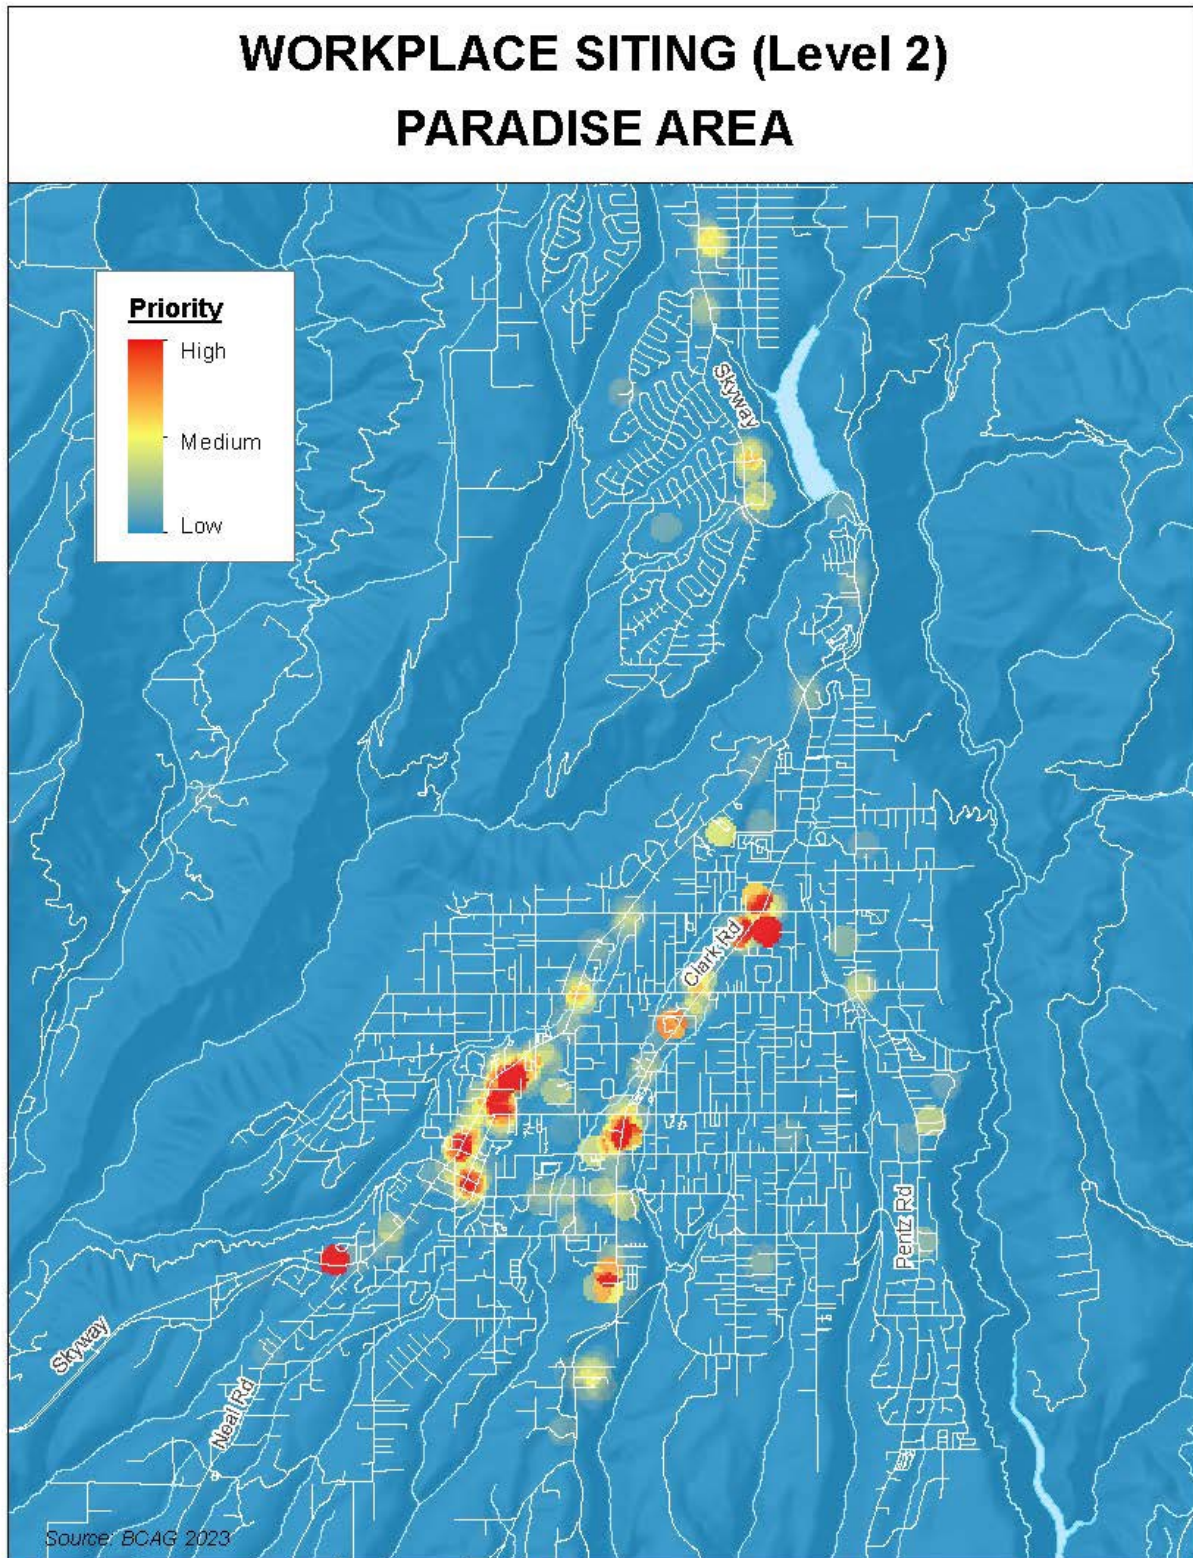 WORKPLACE SITING (Level 2)
PARADISE AREA
Priority
High
Medium
Low
Skyway
Clark Rd
Pentz Rd
Skyway
Neal Rd
Source: BCAG 2023